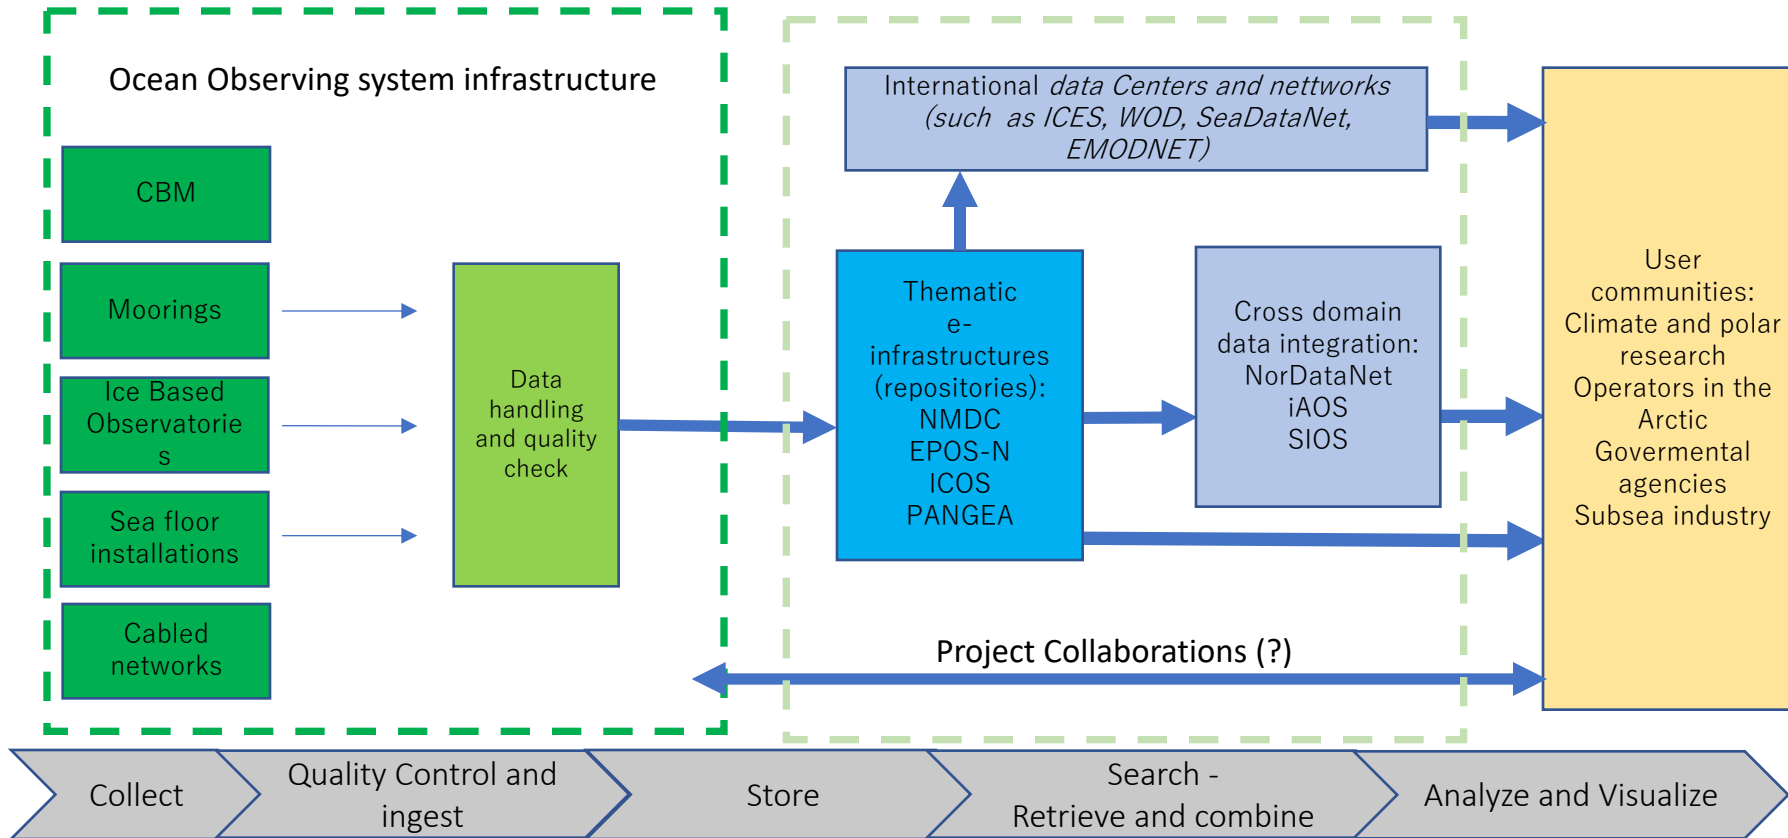 Ocean Observing system infrastructure
CBM
Moorings
Ice Based
Observatorie
s
Sea floor
installations
Cabled
networks
Data
handling
and quality
check
International data Centers and nettworks
(such as ICES, WOD, SeaDataNet,
EMODNET)
Thematic
e-
infrastructures
(repositories):
NMDC
EPOS-N
ICOS
PANGEA
Cross domain
data integration:
NorDataNet
iAOS
SIOS
User
communities:
Climate and polar
research
Operators in the
Arctic
Govermental
agencies
Subsea industry
Project Collaborations (?)
Collect
Quality Control and
ingest
Store
Search -
Retrieve and combine
Analyze and Visualize